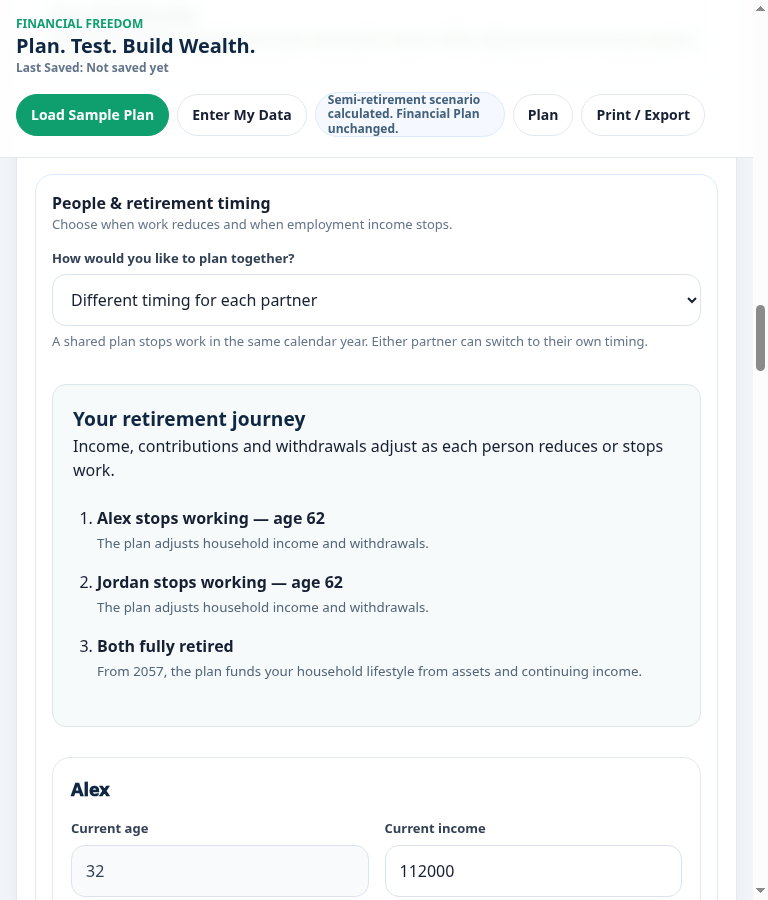 FINANCIAL FREEDOM
Plan. Test. Build Wealth.
Last Saved: Not saved yet
Load Sample Plan
Enter My Data
Semi-retirement scenario
calculated. Financial Plan
unchanged.
Plan
Print / Export
People & retirement timing
Choose when work reduces and when employment income stops.
How would you like to plan together?
Different timing for each partner
A shared plan stops work in the same calendar year. Either partner can switch to their own timing.
Your retirement journey
Income, contributions and withdrawals adjust as each person reduces or stops
work.
1. Alex stops working — age 62
The plan adjusts household income and withdrawals.
2. Jordan stops working — age 62
The plan adjusts household income and withdrawals.
3. Both fully retired
From 2057, the plan funds your household lifestyle from assets and continuing income.
Alex
Current age
Current income
32
112000